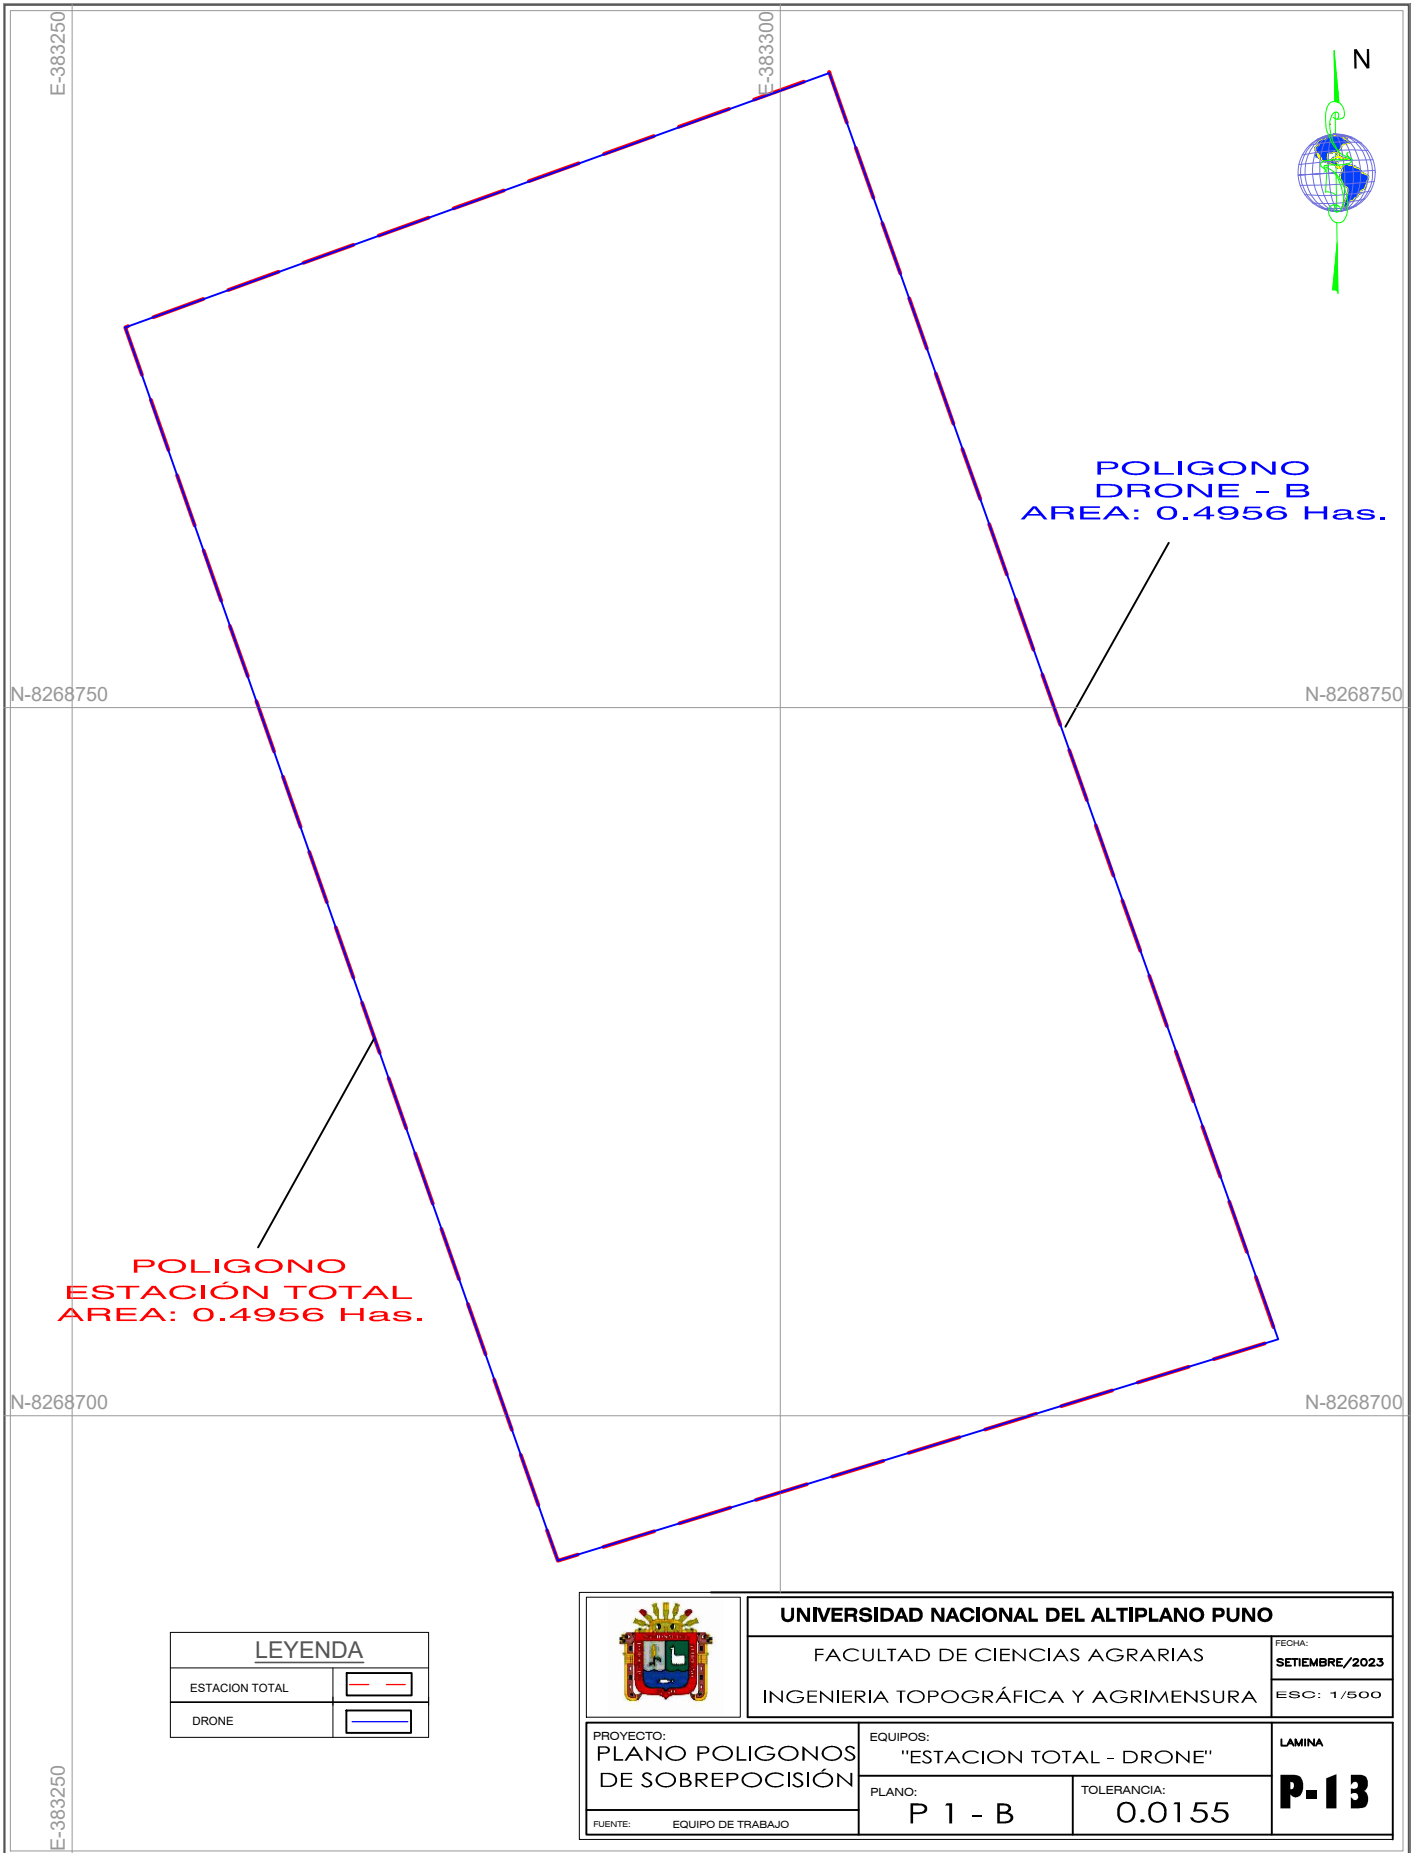 E-383250
E-383300
N
POLIGONO
DRONE - B
AREA: 0.4956 Has.
N-8268750
N-8268750
POLIGONO
ESTACIÓN TOTAL
AREA: 0.4956 Has.
N-8268700
N-8268700
E-383250
LEYENDA
ESTACION TOTAL
DRONE
UNIVERSIDAD NACIONAL DEL ALTIPLANO PUNO
FACULTAD DE CIENCIAS AGRARIAS
INGENIERIA TOPOGRÁFICA Y AGRIMENSURA
FECHA:
SETIEMBRE/2023
ESC: 1/500
PROYECTO:
PLANO POLIGONOS
DE SOBREPOCISIÓN
FUENTE: EQUIPO DE TRABAJO
EQUIPOS:
"ESTACION TOTAL - DRONE"
PLANO:
P 1 - B
TOLERANCIA:
0.0155
LAMINA
P-13